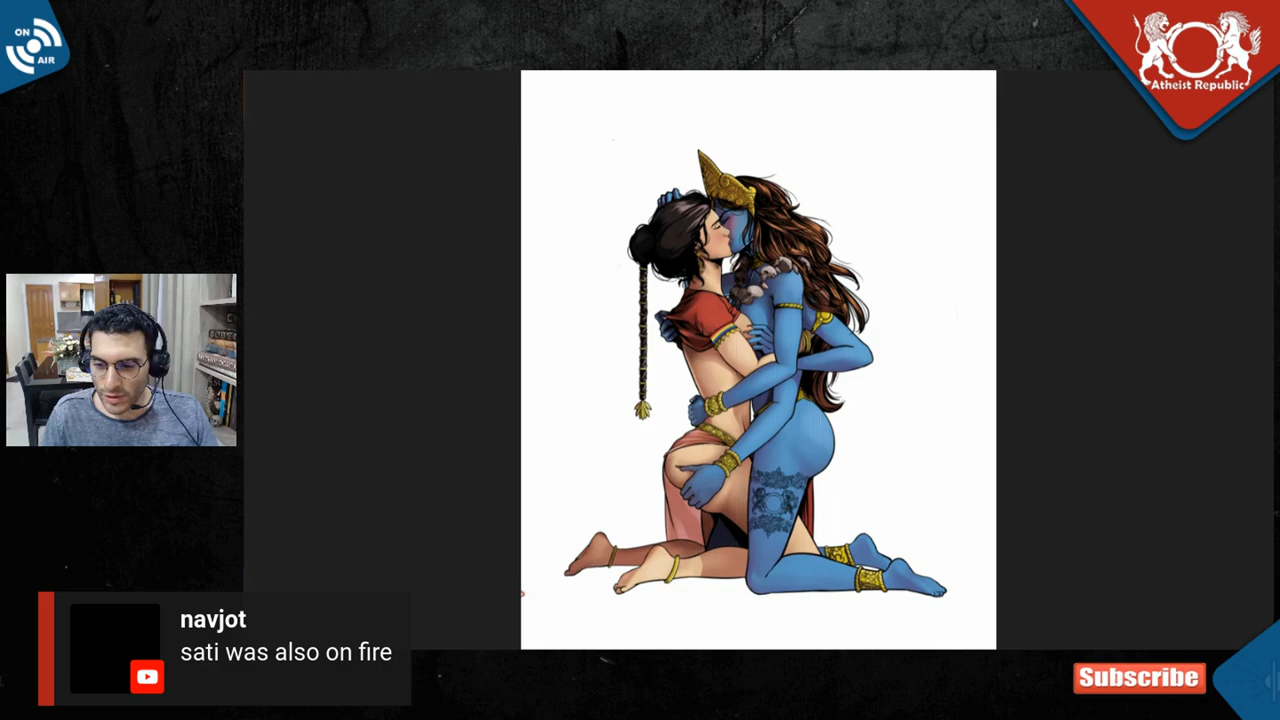 ON
AIR
Atheist Republic
navjot
sati was also on fire
Subscribe